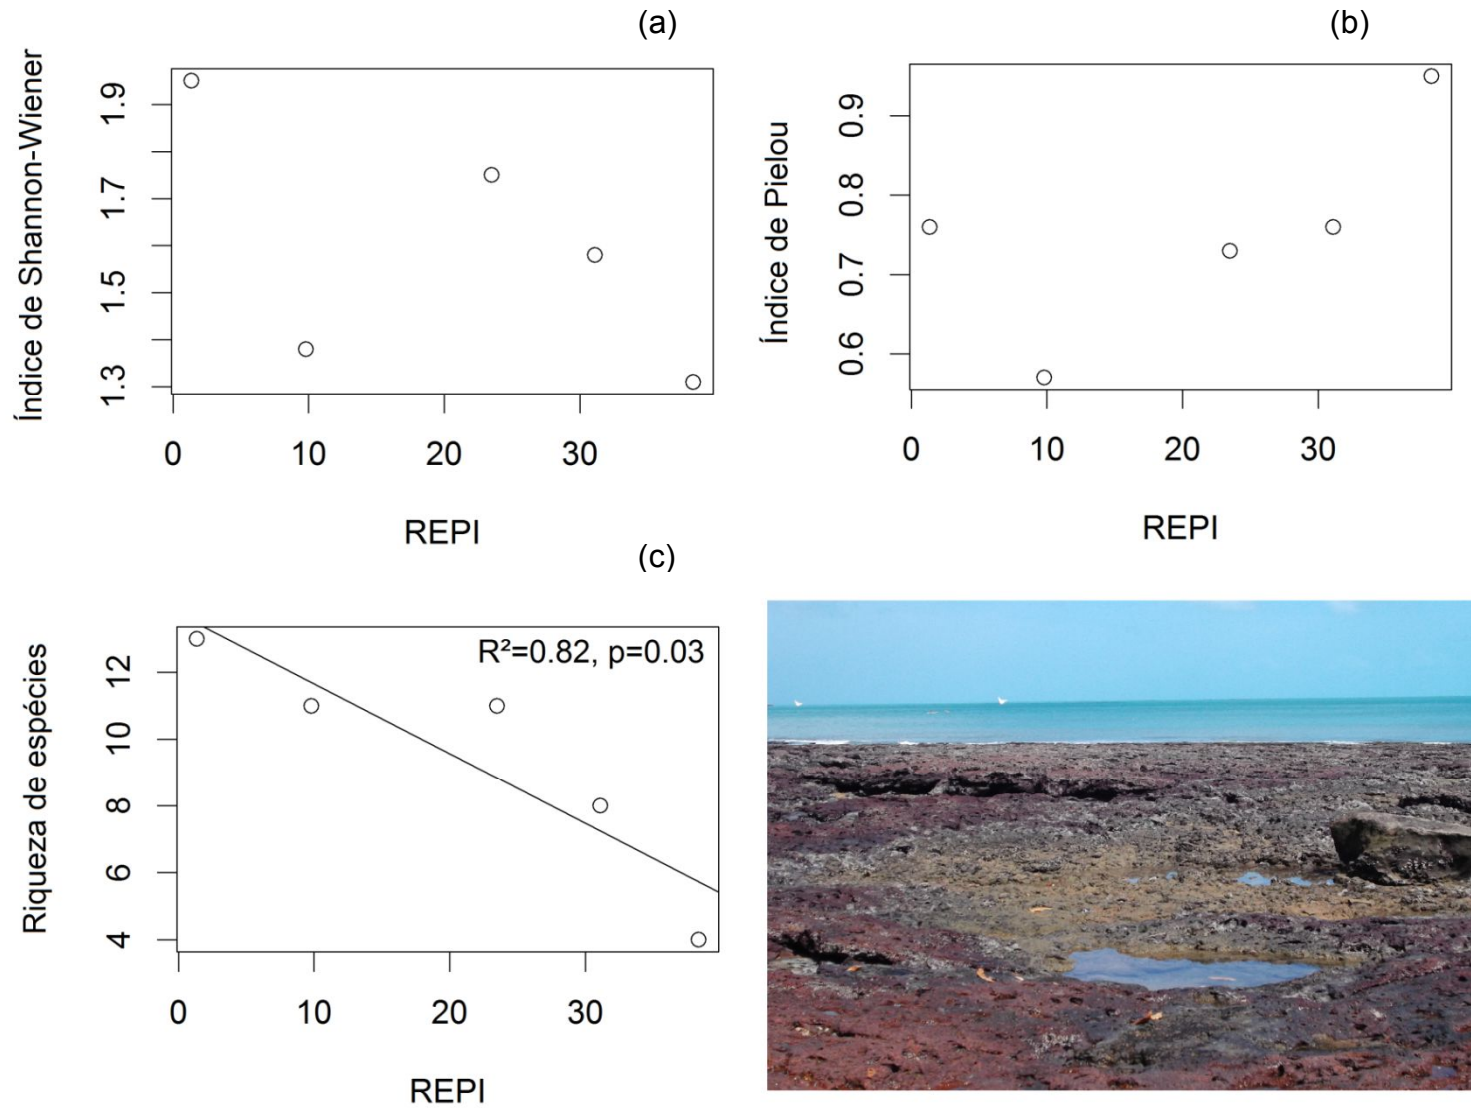 (a)
Índice de Shannon-Wiener
1.9
1.7
1.5
1.3
0 10 20 30
REPI
(b)
Índice de Pielou
0.9
0.8
0.7
0.6
0 10 20 30
REPI
(c)
Riqueza de espécies
R²=0.82, p=0.03
12
10
8
6
4
0 10 20 30
REPI